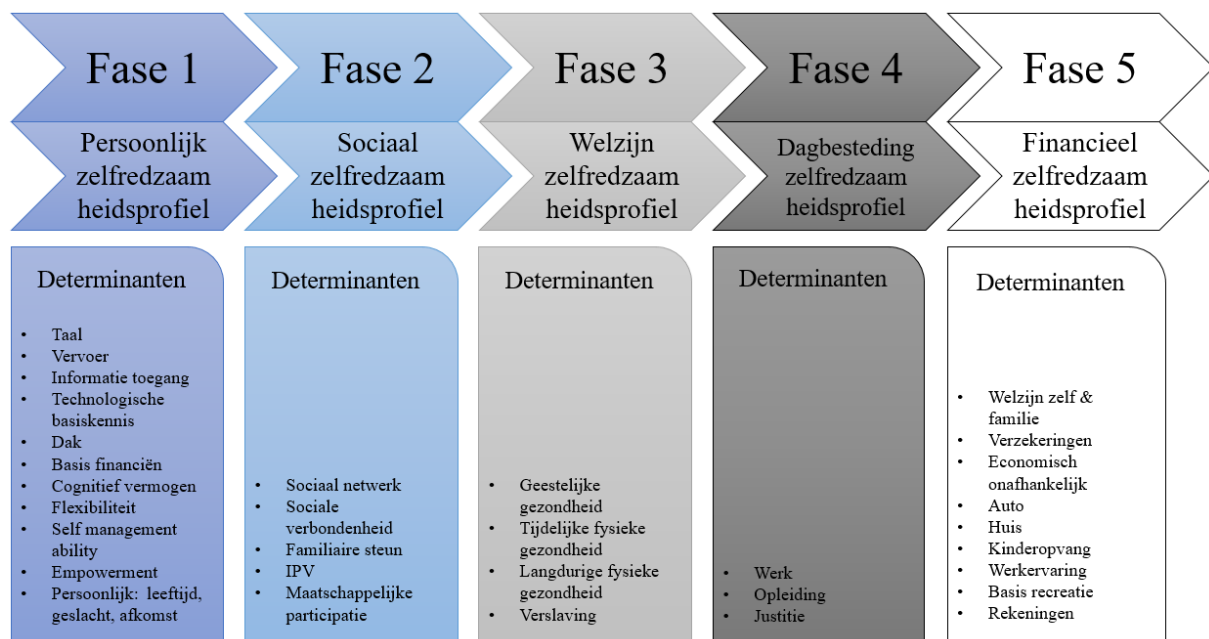 Fase 1
Fase 2
Fase 3
Fase 4
Fase 5
Persoonlijk
zelfredzaam
heidsprofiel
Sociaal
zelfredzaam
heidsprofiel
Welzijn
zelfredzaam
heidsprofiel
Dagbesteding
zelfredzaam
heidsprofiel
Financieel
zelfredzaam
heidsprofiel
Determinanten
• Taal
• Vervoer
• Informatie toegang
• Technologische
basiskennis
• Dak
• Basis financiën
• Cognitief vermogen
• Flexibiliteit
• Self management
ability
• Empowerment
• Persoonlijk: leeftijd,
geslacht, afkomst
Determinanten
• Sociaal netwerk
• Sociale
verbondenheid
• Familiaire steun
• IPV
• Maatschappelijke
participatie
Determinanten
• Geestelijke
gezondheid
• Tijdelijke fysieke
gezondheid
• Langdurige fysieke
gezondheid
• Verslaving
Determinanten
• Werk
• Opleiding
• Justitie
Determinanten
• Welzijn zelf &
familie
• Verzekeringen
• Economisch
onafhankelijk
• Auto
• Huis
• Kinderopvang
• Werkervaring
• Basis recreatie
• Rekeningen